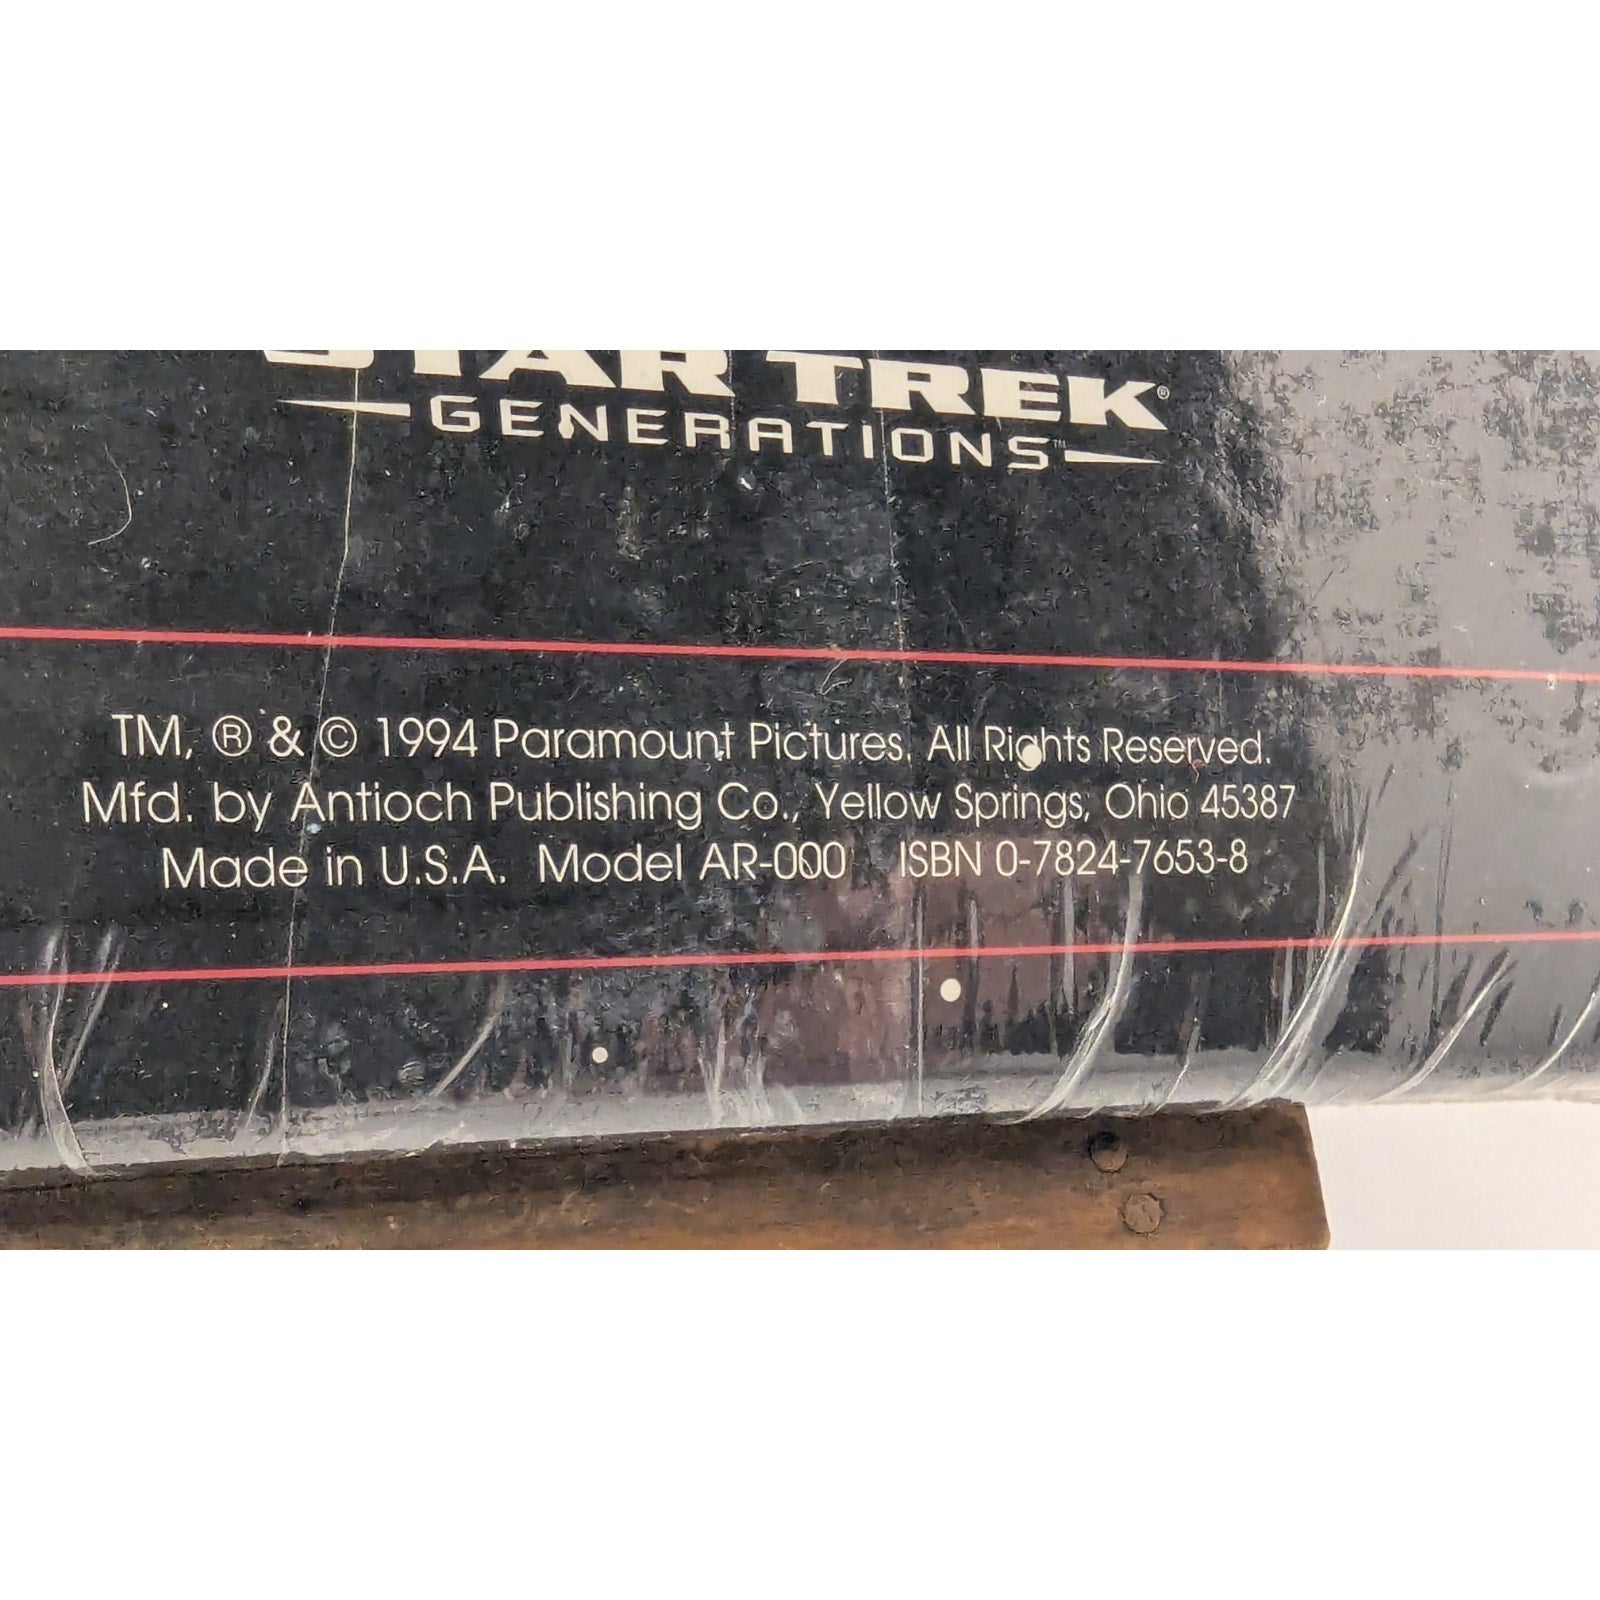 STAR TREK®
GENERATIONS™
TM, ® & © 1994 Paramount Pictures. All Rights Reserved.
Mfd. by Antioch Publishing Co., Yellow Springs, Ohio 45387
Made in U.S.A. Model AR-000 ISBN 0-7824-7653-8